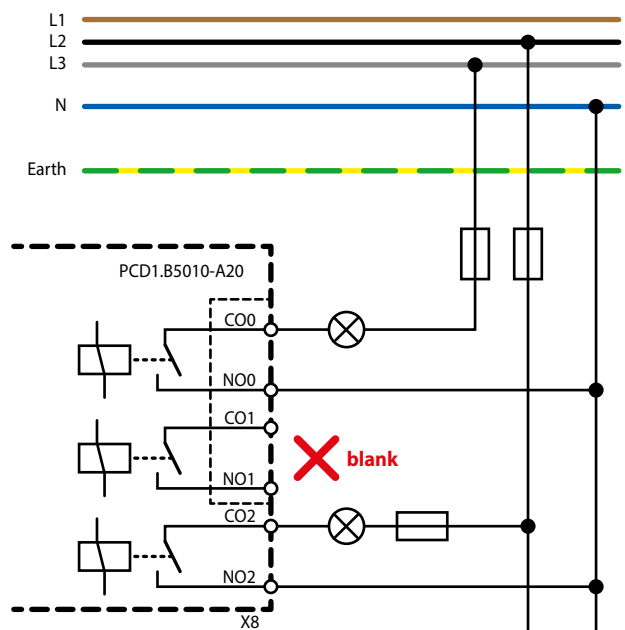 L1
L2
L3
N
Earth
PCD1.B5010-A20
CO0
NO0
CO1
blank
NO1
CO2
NO2
X8